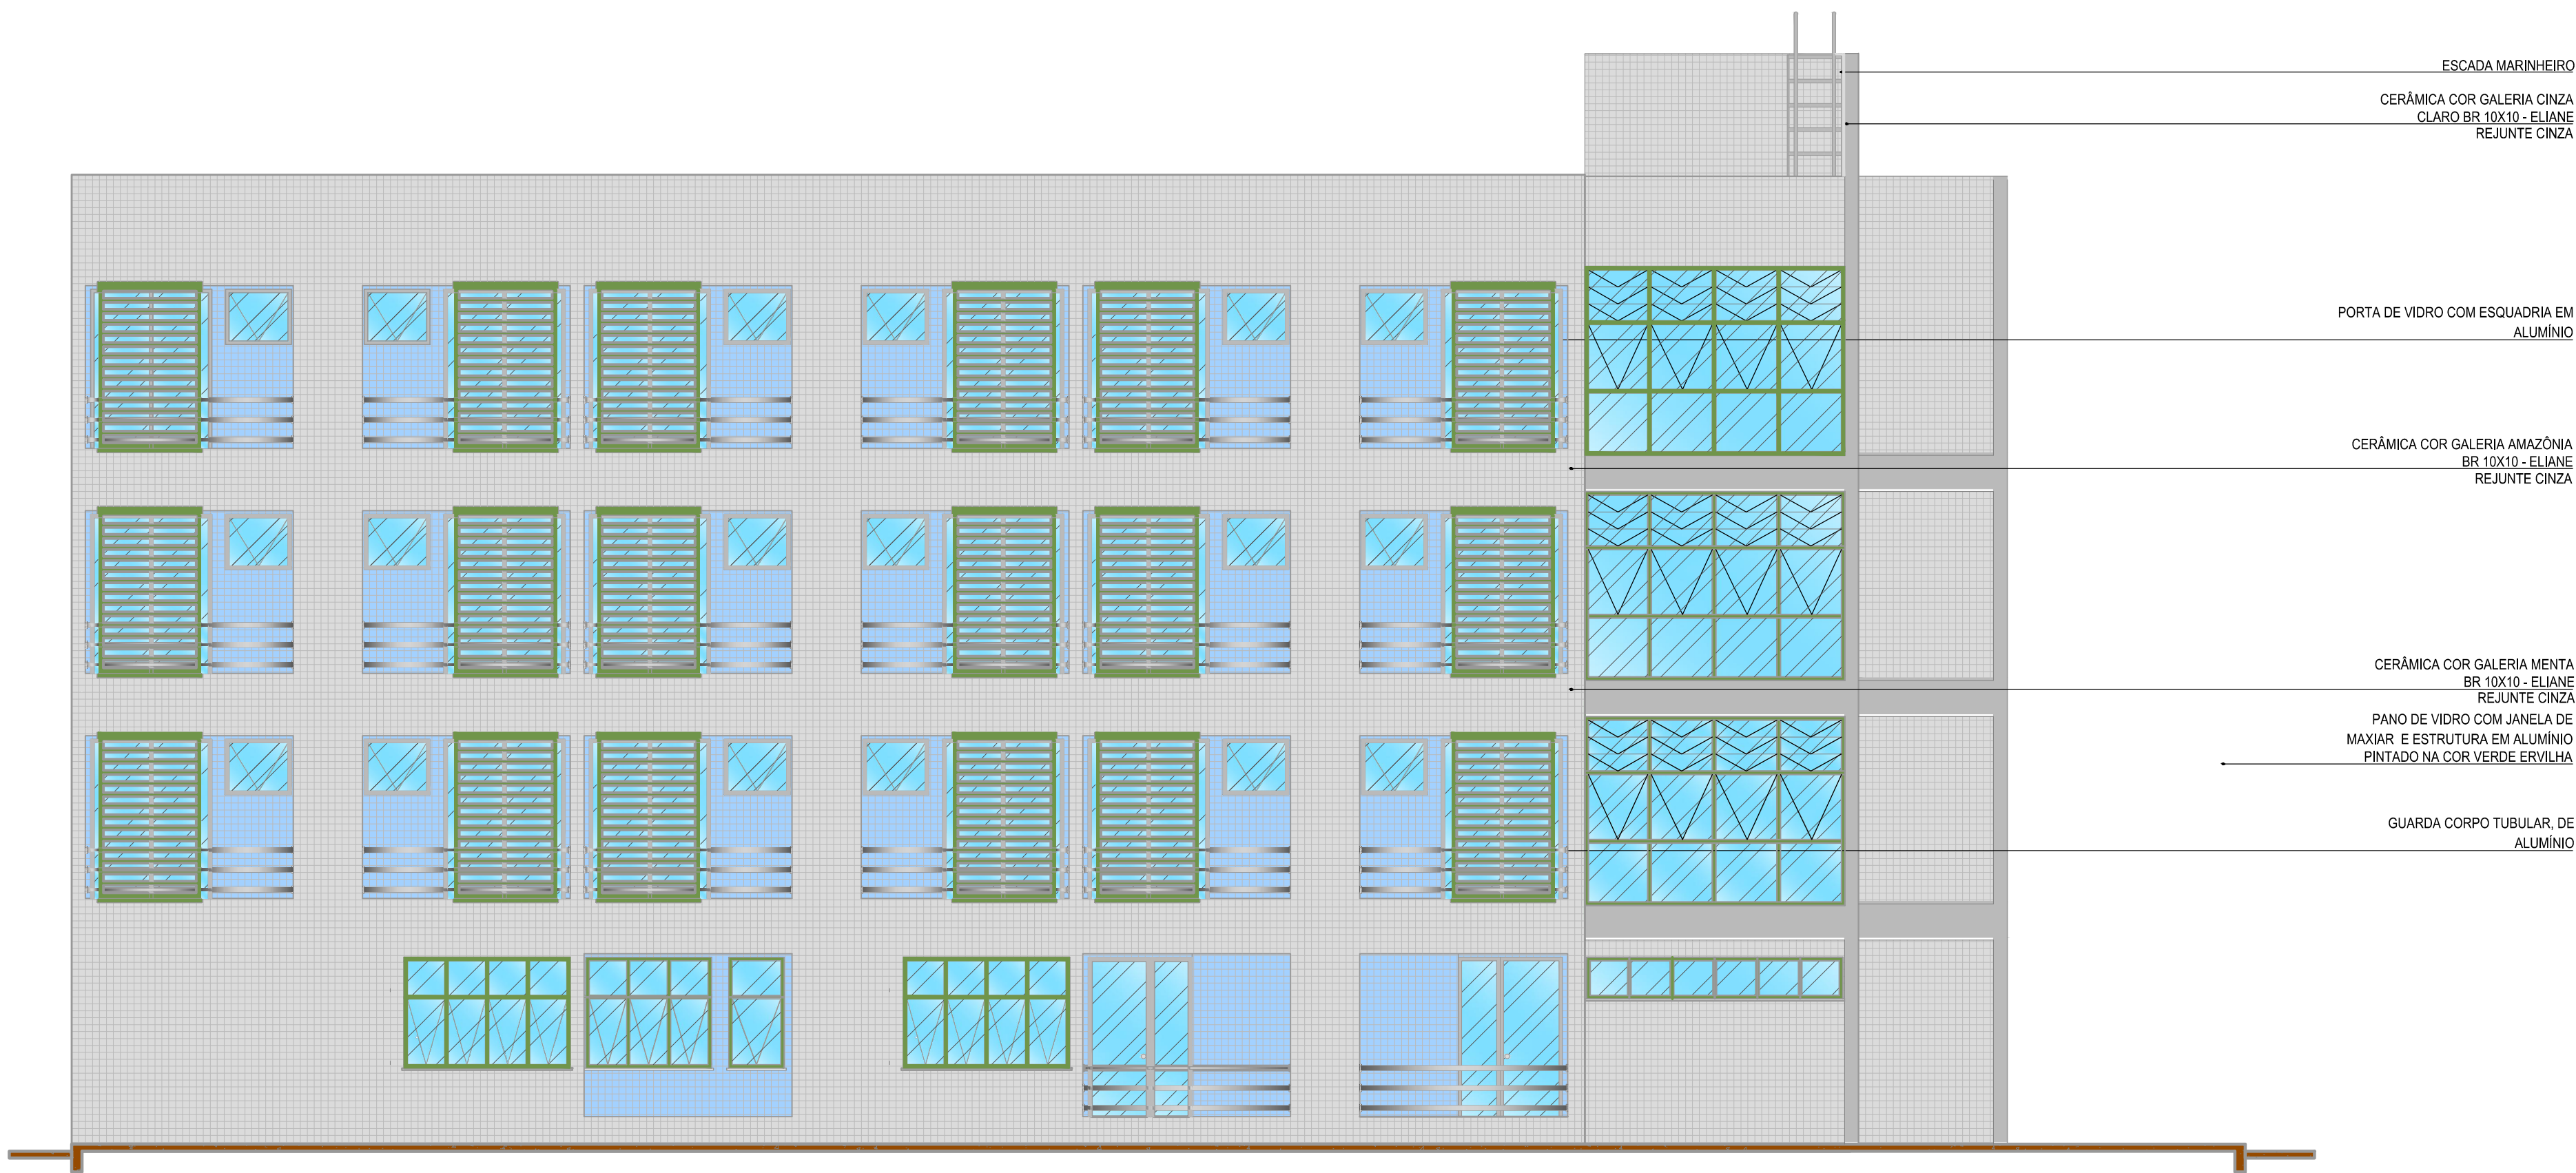 ESCADA MARINHEIRO
CERÂMICA COR GALERIA CINZA
CLARO BR 10X10 - ELIANE
REJUNTE CINZA
PORTA DE VIDRO COM ESQUADRIA EM
ALUMÍNIO
CERÂMICA COR GALERIA AMAZÔNIA
BR 10X10 - ELIANE
REJUNTE CINZA
CERÂMICA COR GALERIA MENTA
BR 10X10 - ELIANE
REJUNTE CINZA
PANO DE VIDRO COM JANELA DE
MAXIAR E ESTRUTURA EM ALUMÍNIO
PINTADO NA COR VERDE ERVILHA
GUARDA CORPO TUBULAR, DE
ALUMÍNIO